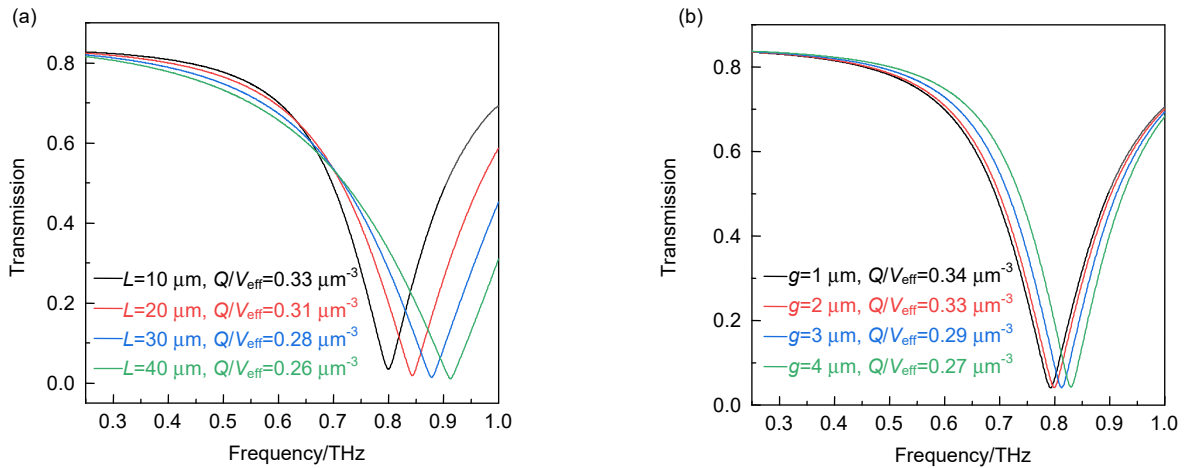 (a)
Transmission
0.8
0.6
0.4
0.2
0.0
L=10 μm, Q/Veff=0.33 μm-3
L=20 μm, Q/Veff=0.31 μm-3
L=30 μm, Q/Veff=0.28 μm-3
L=40 μm, Q/Veff=0.26 μm-3
0.3 0.4 0.5 0.6 0.7 0.8 0.9 1.0
Frequency/THz
(b)
Transmission
0.8
0.6
0.4
0.2
0.0
g=1 μm, Q/Veff=0.34 μm-3
g=2 μm, Q/Veff=0.33 μm-3
g=3 μm, Q/Veff=0.29 μm-3
g=4 μm, Q/Veff=0.27 μm-3
0.3 0.4 0.5 0.6 0.7 0.8 0.9 1.0
Frequency/THz